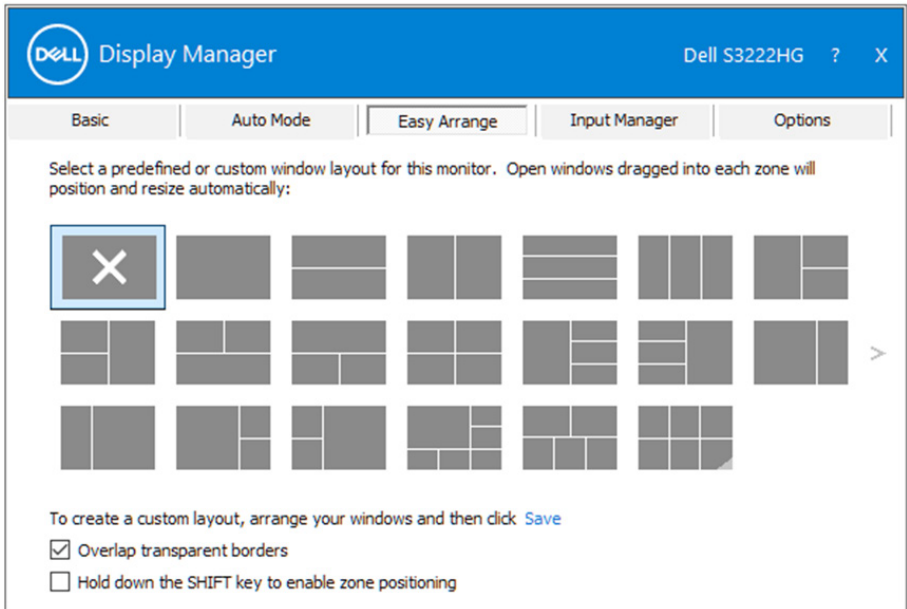 DELL Display Manager Dell S3222HG ? X
Basic Auto Mode Easy Arrange Input Manager Options
Select a predefined or custom window layout for this monitor. Open windows dragged into each zone will
position and resize automatically:
>
To create a custom layout, arrange your windows and then click Save
Overlap transparent borders
Hold down the SHIFT key to enable zone positioning